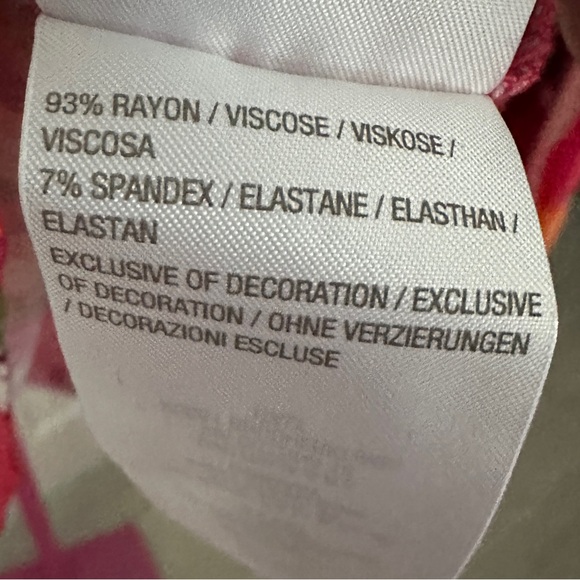 93% RAYON / VISCOSE / VISKOSE /
VISCOSA
7% SPANDEX / ELASTANE / ELASTHAN /
ELASTAN
EXCLUSIVE OF DECORATION / EXCLUSIVE
OF DECORATION / OHNE VERZIERUNGEN
/ DECORAZIONI ESCLUSE